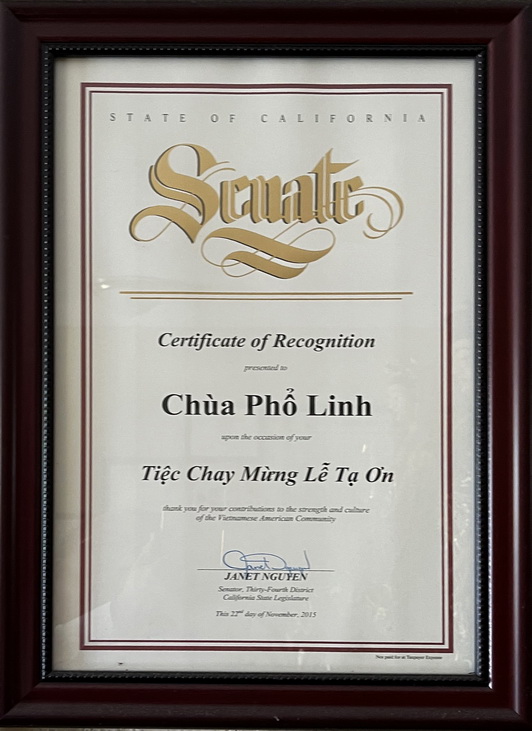 STATE OF CALIFORNIA
Senate
Certificate of Recognition
presented to
Chùa Phổ Linh
upon the occasion of your
Tiệc Chay Mừng Lễ Tạ Ơn
thank you for your contributions to the strength and culture
of the Vietnamese American Community
Janet Nguyen
JANET NGUYEN
Senator, Thirty-Fourth District
California State Legislature
This 22nd day of November, 2015
Not paid for at Taxpayer Expense